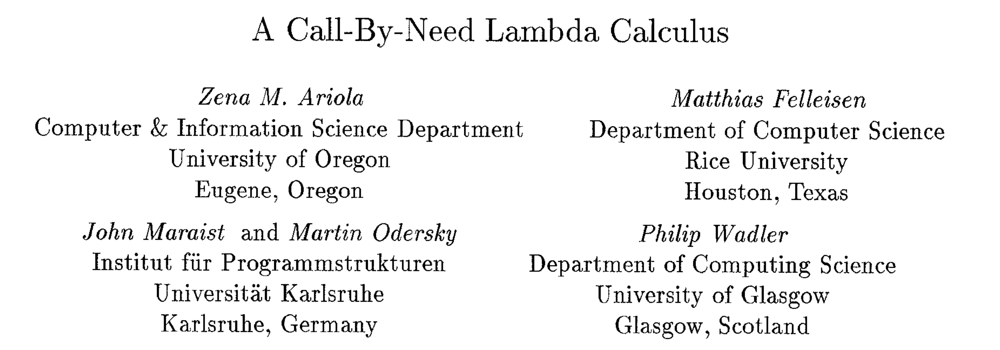 A Call-By-Need Lambda Calculus
Zena M. Ariola
Computer & Information Science Department
University of Oregon
Eugene, Oregon
Matthias Felleisen
Department of Computer Science
Rice University
Houston, Texas
John Maraist and Martin Odersky
Institut für Programmstrukturen
Universität Karlsruhe
Karlsruhe, Germany
Philip Wadler
Department of Computing Science
University of Glasgow
Glasgow, Scotland